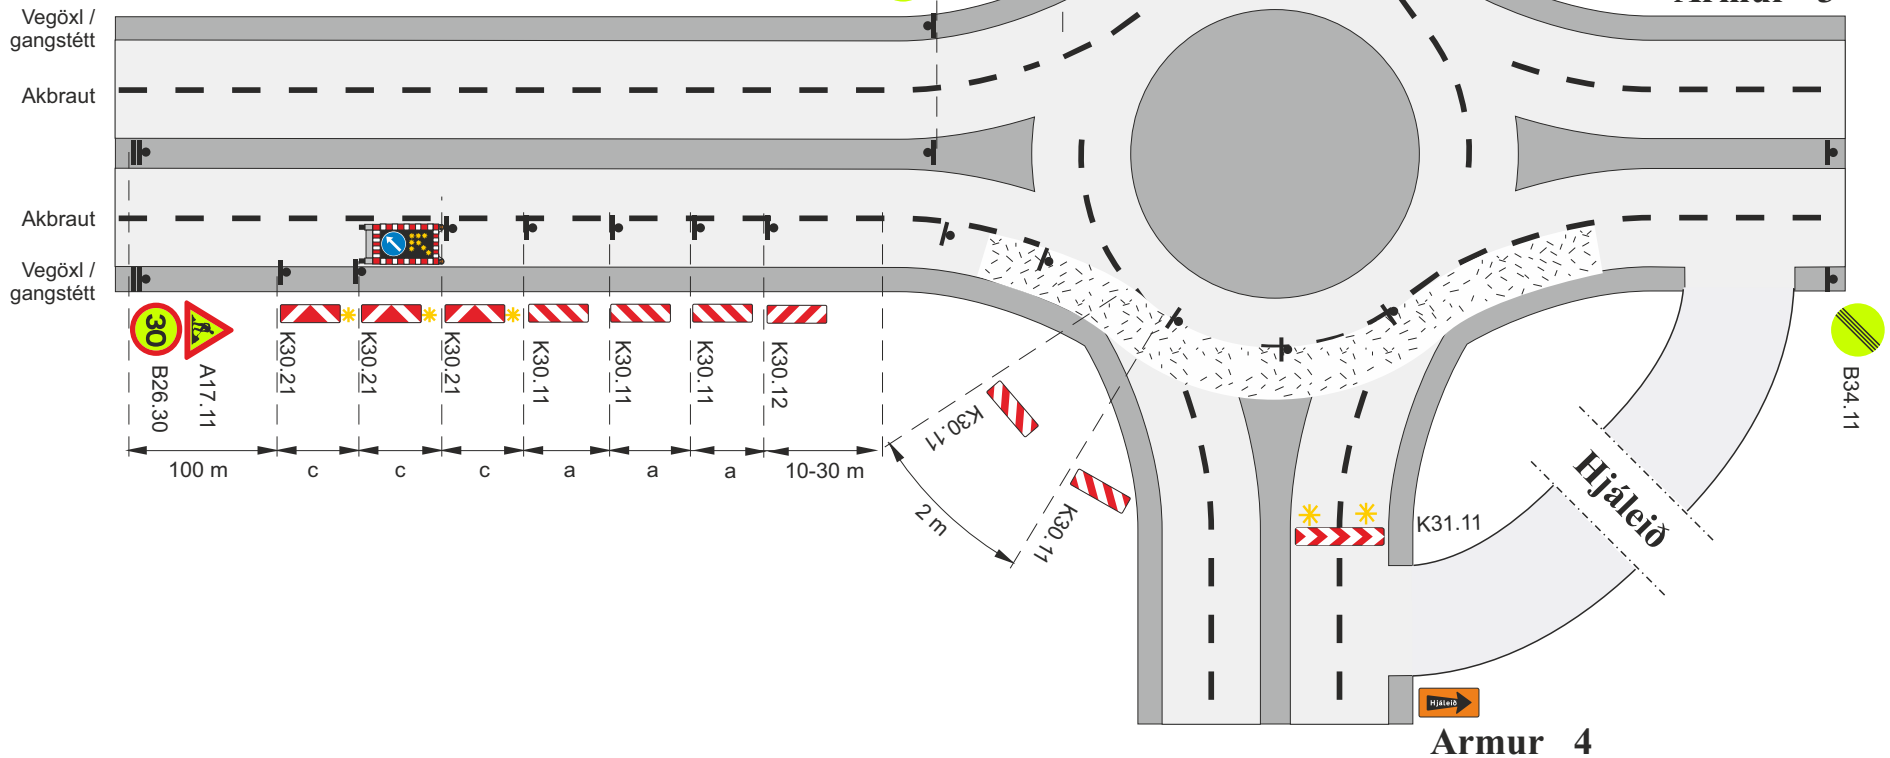 Vegöxl /
gangstétt
Akbraut
Akbraut
Vegöxl /
gangstétt
30
B26.30
A17.11
K30.21
K30.21
K30.21
K30.11
K30.11
K30.11
K30.12
100 m
c
c
c
a
a
a
10-30 m
K30.11
K30.11
2 m
K31.11
Hjáleið
B34.11
Hjáleið
Armur 4